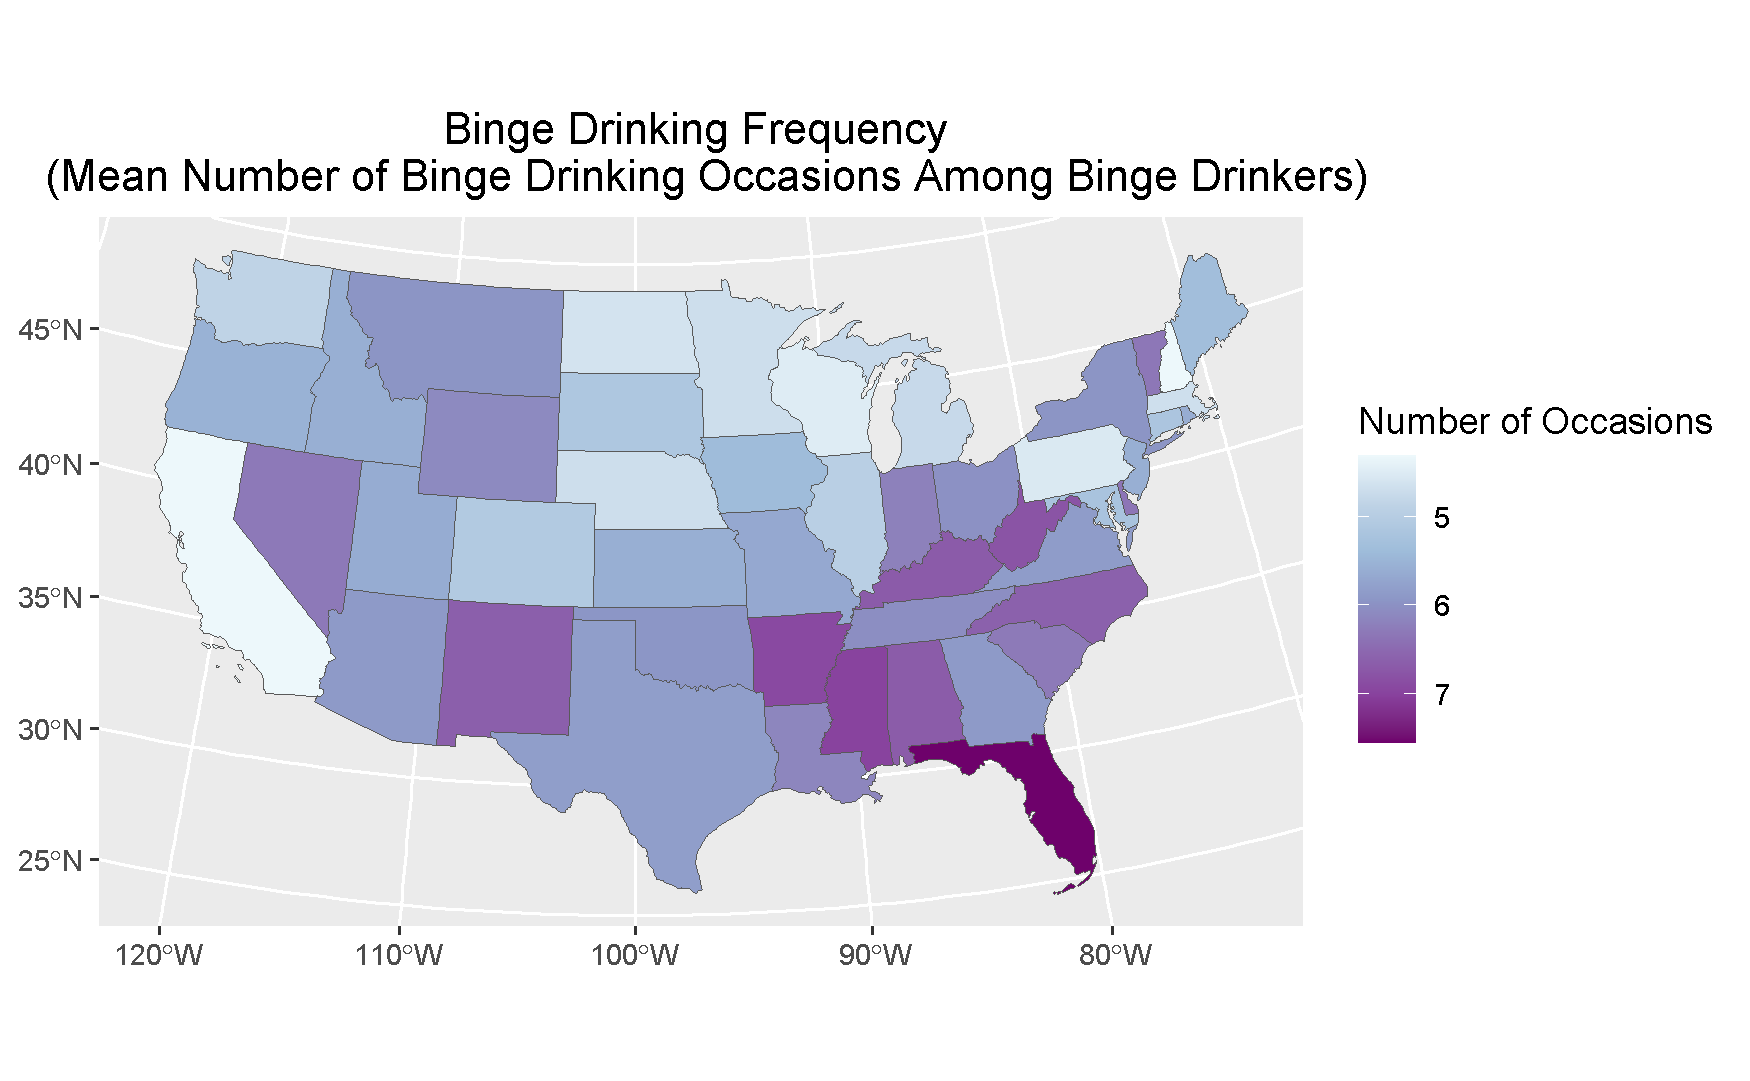 Binge Drinking Frequency
(Mean Number of Binge Drinking Occasions Among Binge Drinkers)
45°N
40°N
35°N
30°N
25°N
120°W
110°W
100°W
90°W
80°W
Number of Occasions
5
6
7